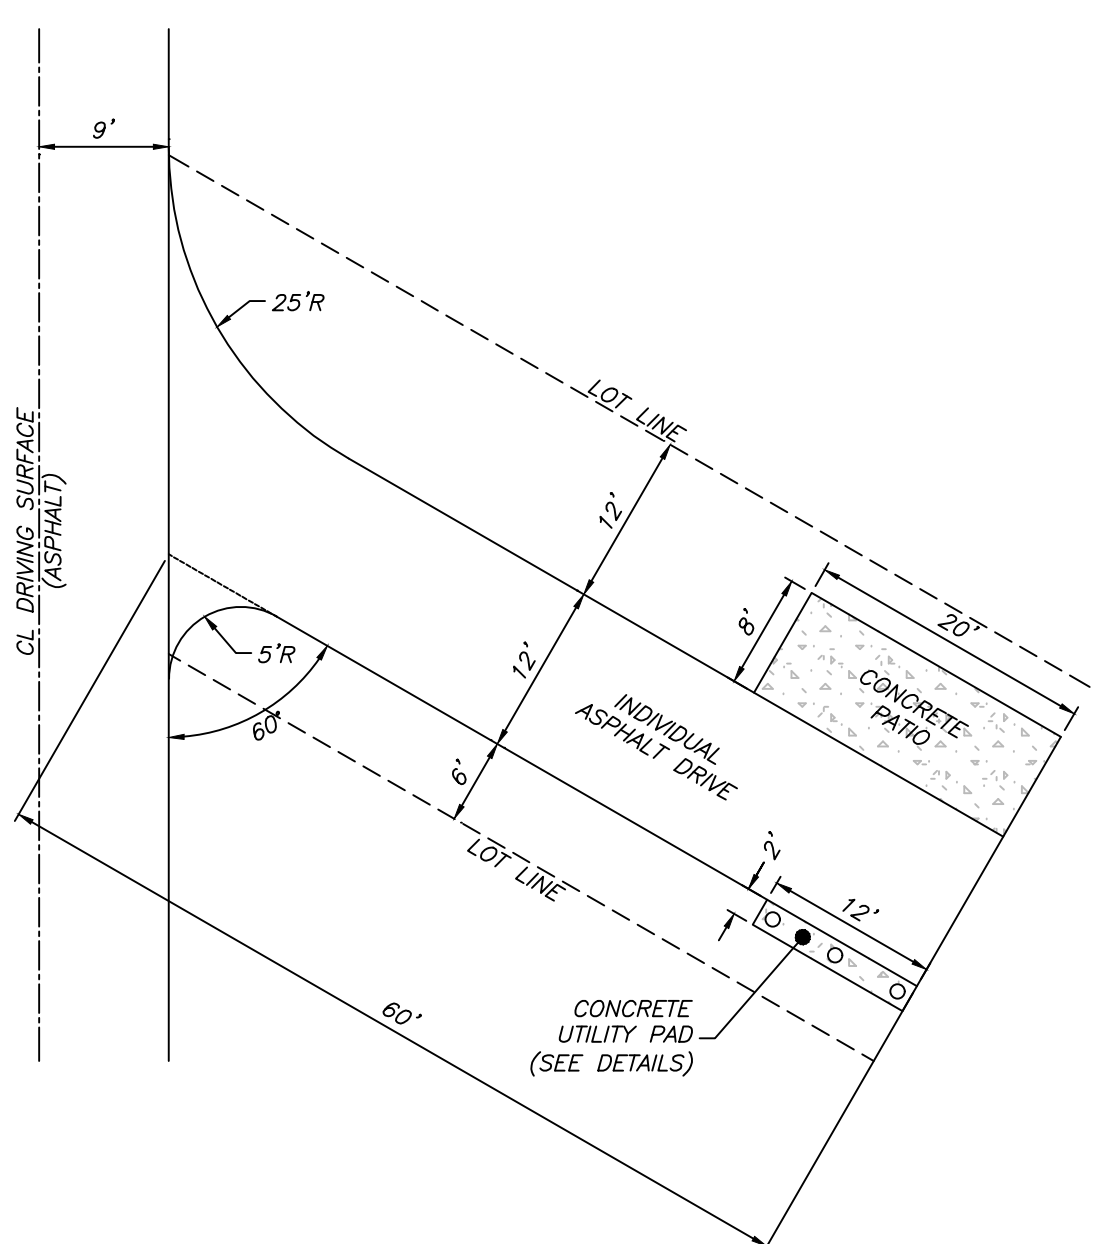 9'
25'R
LOT LINE
12'
CL DRIVING SURFACE
(ASPHALT)
8'
20'
5'R
12'
CONCRETE
PATIO
60°
INDIVIDUAL
ASPHALT DRIVE
6'
LOT LINE
2'
12'
60'
CONCRETE
UTILITY PAD
(SEE DETAILS)